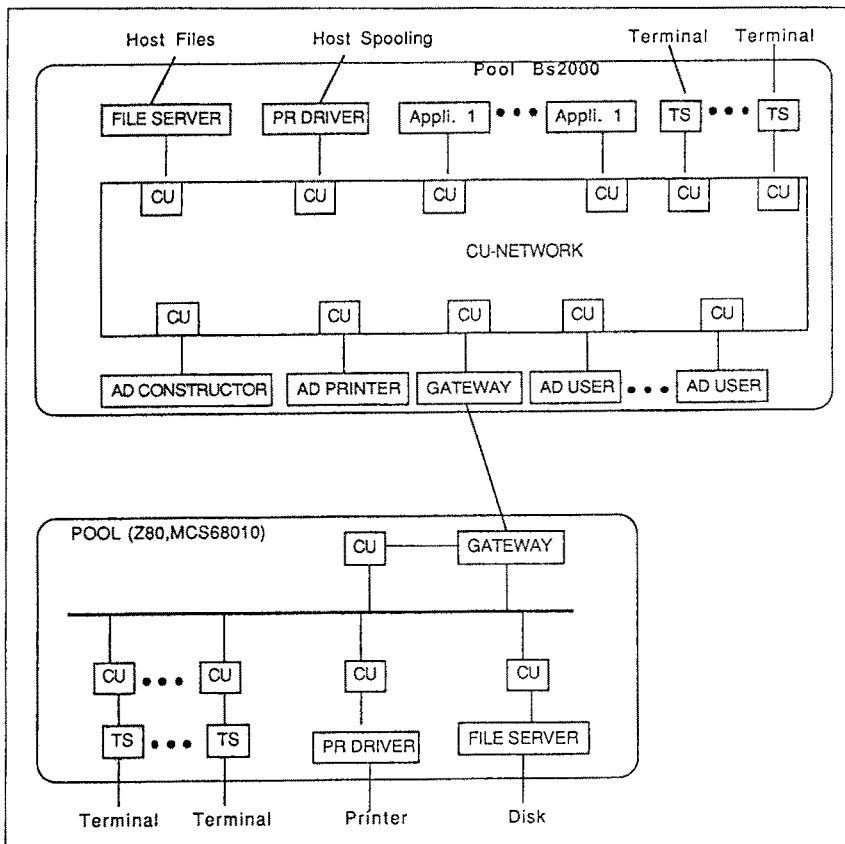 Host Files Host Spooling Terminal Terminal
Pool Bs2000
FILE SERVER PR DRIVER Appli. 1 Appli. 1 TS TS
CU CU CU CU CU CU
CU-NETWORK
CU CU CU CU CU
AD CONSTRUCTOR AD PRINTER GATEWAY AD USER AD USER
POOL (Z80,MCS68010)
CU GATEWAY
CU CU CU CU
TS TS PR DRIVER FILE SERVER
Terminal Terminal Printer Disk